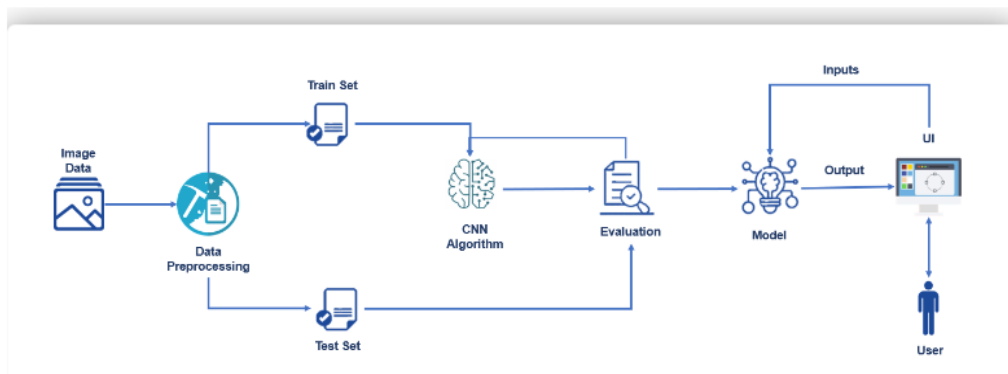 Inputs
Train Set
UI
Image
Data
Output
CNN
Algorithm
Evaluation
Model
Data
Preprocessing
Test Set
User